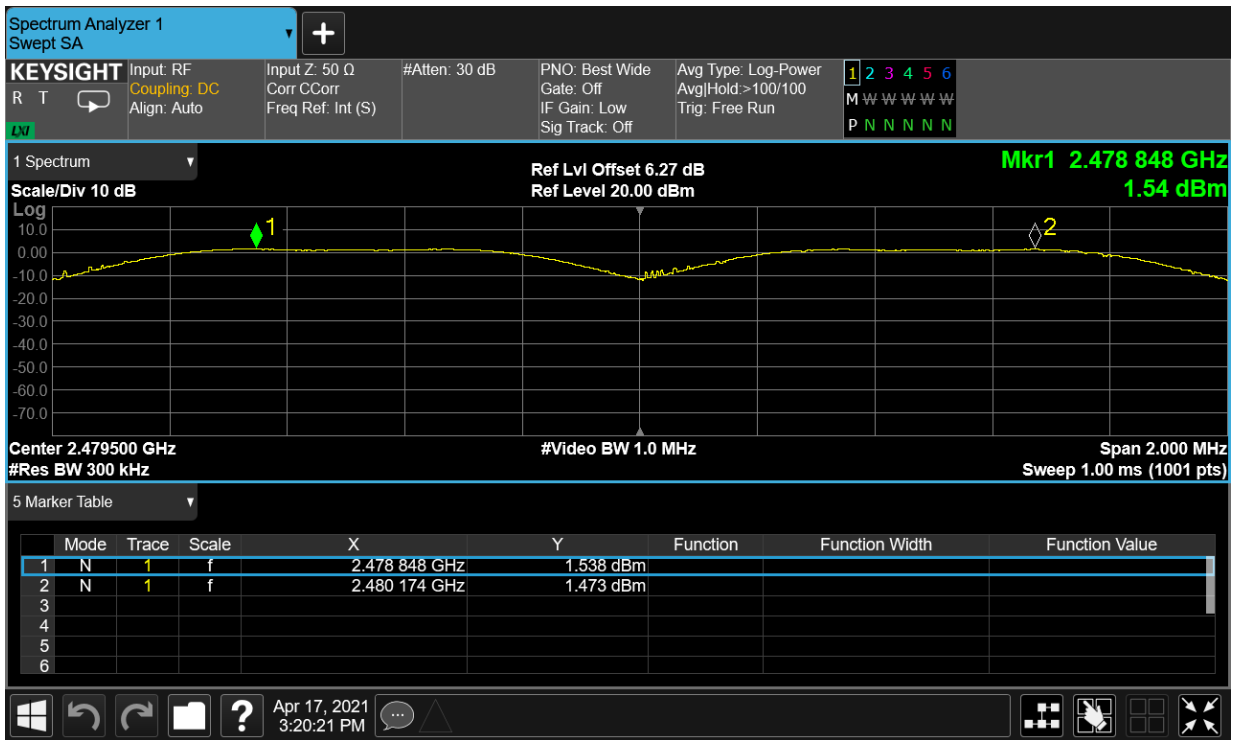 Spectrum Analyzer 1
Swept SA
KEYSIGHT
R T
LXI
Input: RF
Coupling: DC
Align: Auto
Input Z: 50 Ω
Corr CCorr
Freq Ref: Int (S)
#Atten: 30 dB
PNO: Best Wide
Gate: Off
IF Gain: Low
Sig Track: Off
Avg Type: Log-Power
Avg|Hold:>100/100
Trig: Free Run
1 2 3 4 5 6
M W W W W W
P N N N N N
1 Spectrum
Scale/Div 10 dB
Ref Lvl Offset 6.27 dB
Ref Level 20.00 dBm
Mkr1 2.478 848 GHz
1.54 dBm
Log
10.0
0.00
-10.0
-20.0
-30.0
-40.0
-50.0
-60.0
-70.0
1
2
Center 2.479500 GHz
#Res BW 300 kHz
#Video BW 1.0 MHz
Span 2.000 MHz
Sweep 1.00 ms (1001 pts)
5 Marker Table
Mode Trace Scale X Y Function Function Width Function Value
1 N 1 f 2.478 848 GHz 1.538 dBm
2 N 1 f 2.480 174 GHz 1.473 dBm
3
4
5
6
?
Apr 17, 2021
3:20:21 PM